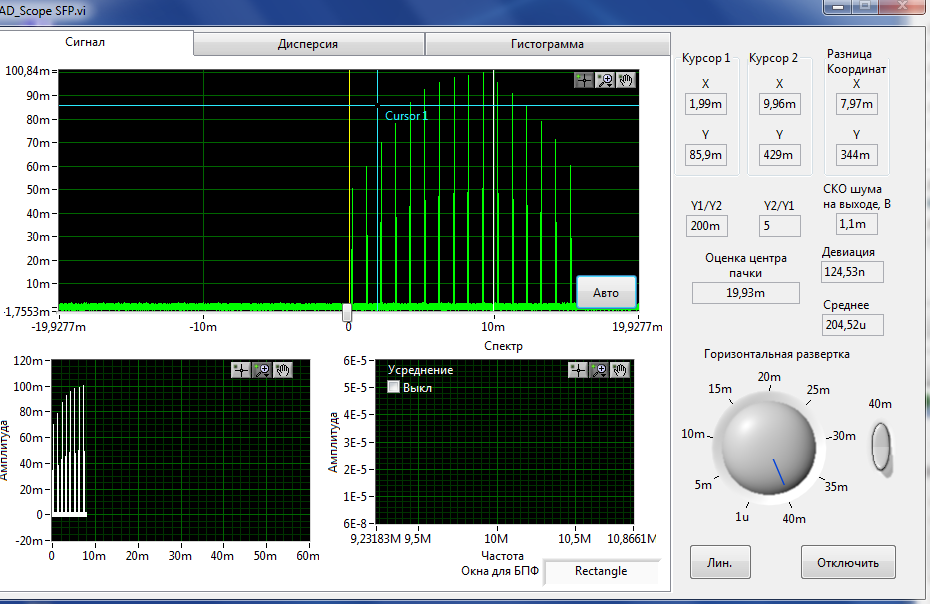 AD_Scope SFP.vi
Сигнал
Дисперсия
Гистограмма
100,84m
90m
80m
70m
60m
50m
40m
30m
20m
10m
-1,7553m
-19,9277m
-10m
0
10m
19,9277m
Cursor 1
Авто
Спектр
120m
100m
80m
60m
40m
20m
0
-20m
Амплитуда
0
10m
20m
30m
40m
50m
60m
Усреднение
Выкл
6E-5
5E-5
4E-5
3E-5
2E-5
1E-5
6E-8
Амплитуда
9,23183M
9,5M
10M
10,5M
10,8661M
Частота
Окна для БПФ
Rectangle
Курсор 1
X
1,99m
Y
85,9m
Курсор 2
X
9,96m
Y
429m
Разница
Координат
X
7,97m
Y
344m
Y1/Y2
200m
Y2/Y1
5
СКО шума
на выходе, В
1,1m
Оценка центра
пачки
19,93m
Девиация
124,53n
Среднее
204,52u
Горизонтальная развертка
1u
5m
10m
15m
20m
25m
30m
35m
40m
40m
Лин.
Отключить